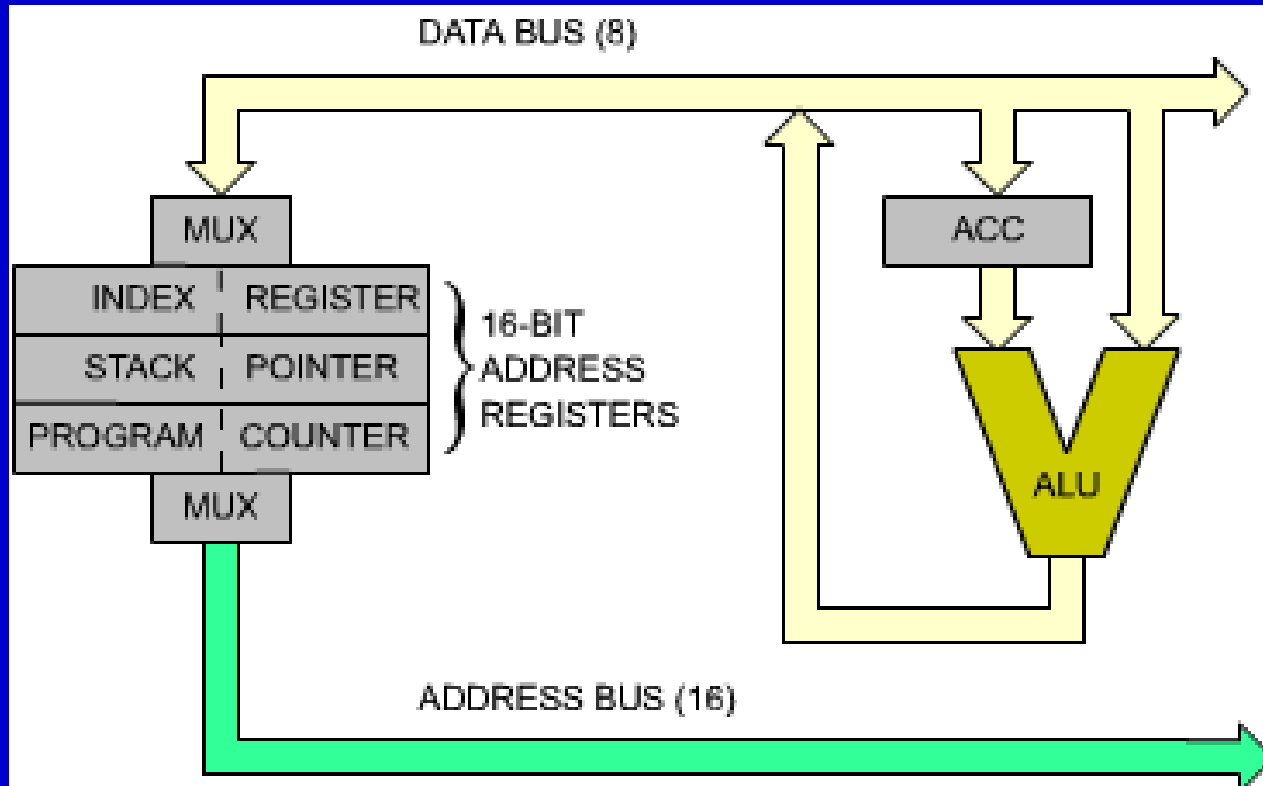 DATA BUS (8)
MUX
ACC
INDEX REGISTER
16-BIT
STACK POINTER
ADDRESS
REGISTERS
PROGRAM COUNTER
ALU
MUX
ADDRESS BUS (16)